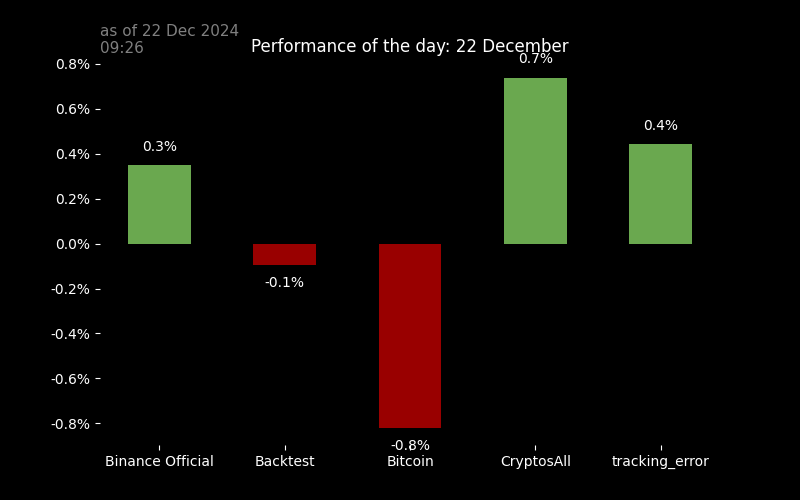 as of 22 Dec 2024
09:26
Performance of the day: 22 December
0.8%
0.6%
0.4%
0.2%
0.0%
-0.2%
-0.4%
-0.6%
-0.8%
0.3%
-0.1%
-0.8%
0.7%
0.4%
Binance Official
Backtest
Bitcoin
CryptosAll
tracking_error